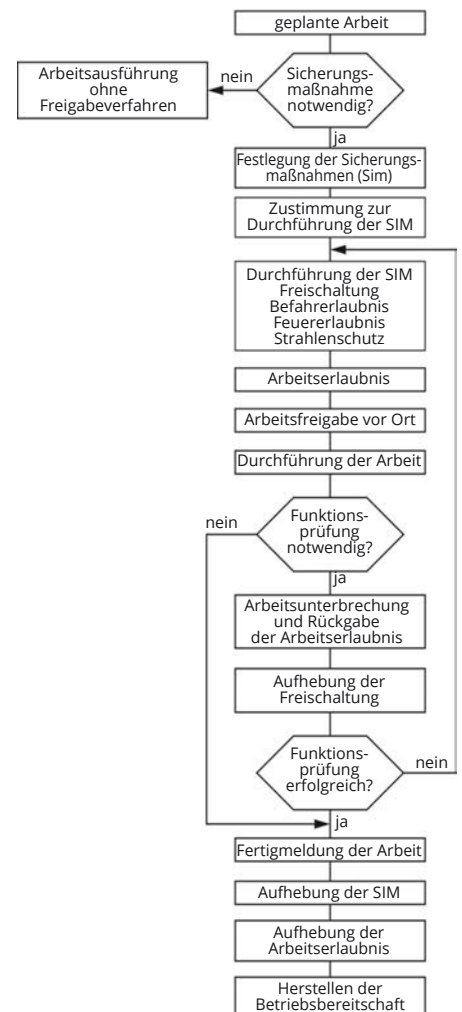 geplante Arbeit
Arbeitsausführung
ohne
Freigabeverfahren
nein
Sicherungs-
maßnahme
notwendig?
ja
Festlegung der Sicherungs-
maßnahmen (Sim)
Zustimmung zur
Durchführung der SIM
Durchführung der SIM
Freischaltung
Befahrerlaubnis
Feuererlaubnis
Strahlenschutz
Arbeitserlaubnis
Arbeitsfreigabe vor Ort
Durchführung der Arbeit
nein
Funktions-
prüfung
notwendig?
ja
Arbeitsunterbrechung
und Rückgabe
der Arbeitserlaubnis
Aufhebung der
Freischaltung
Funktions-
prüfung
erfolgreich?
nein
ja
Fertigmeldung der Arbeit
Aufhebung der SIM
Aufhebung der
Arbeitserlaubnis
Herstellen der
Betriebsbereitschaft